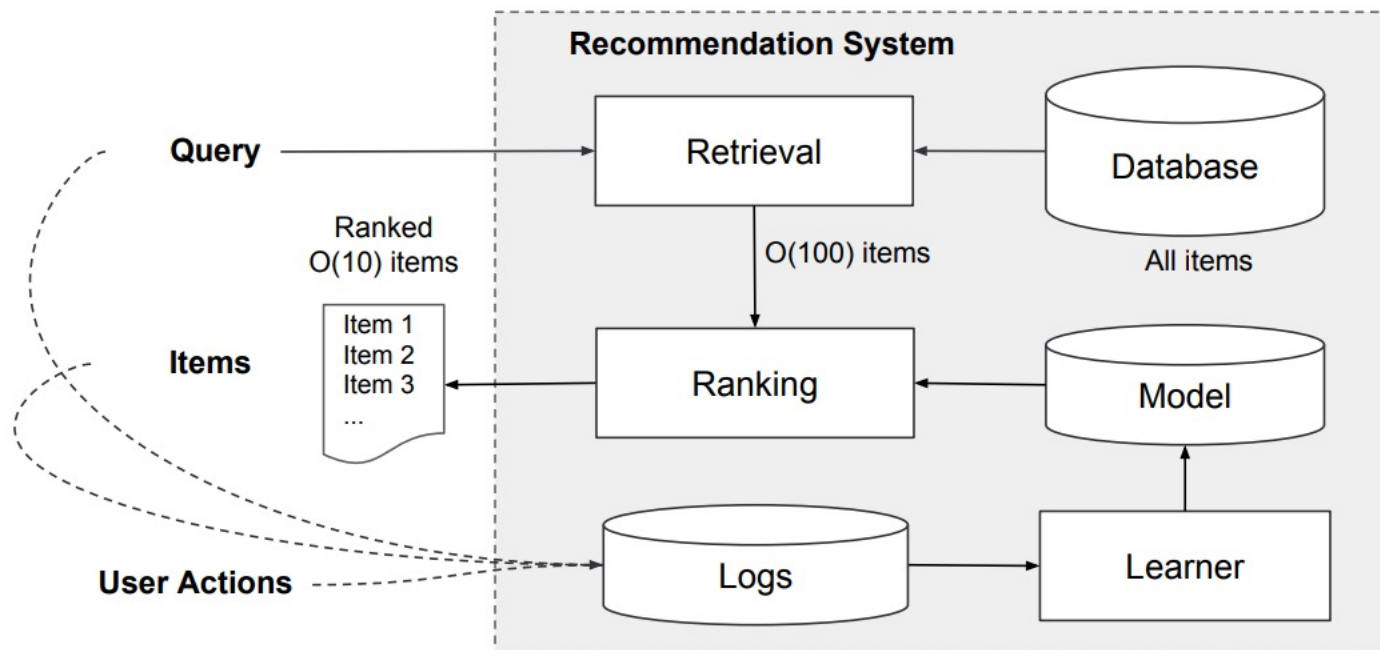 Recommendation System
Query
Retrieval
Database
Ranked
O(10) items
O(100) items
All items
Item 1
Item 2
Item 3
...
Items
Ranking
Model
User Actions
Logs
Learner